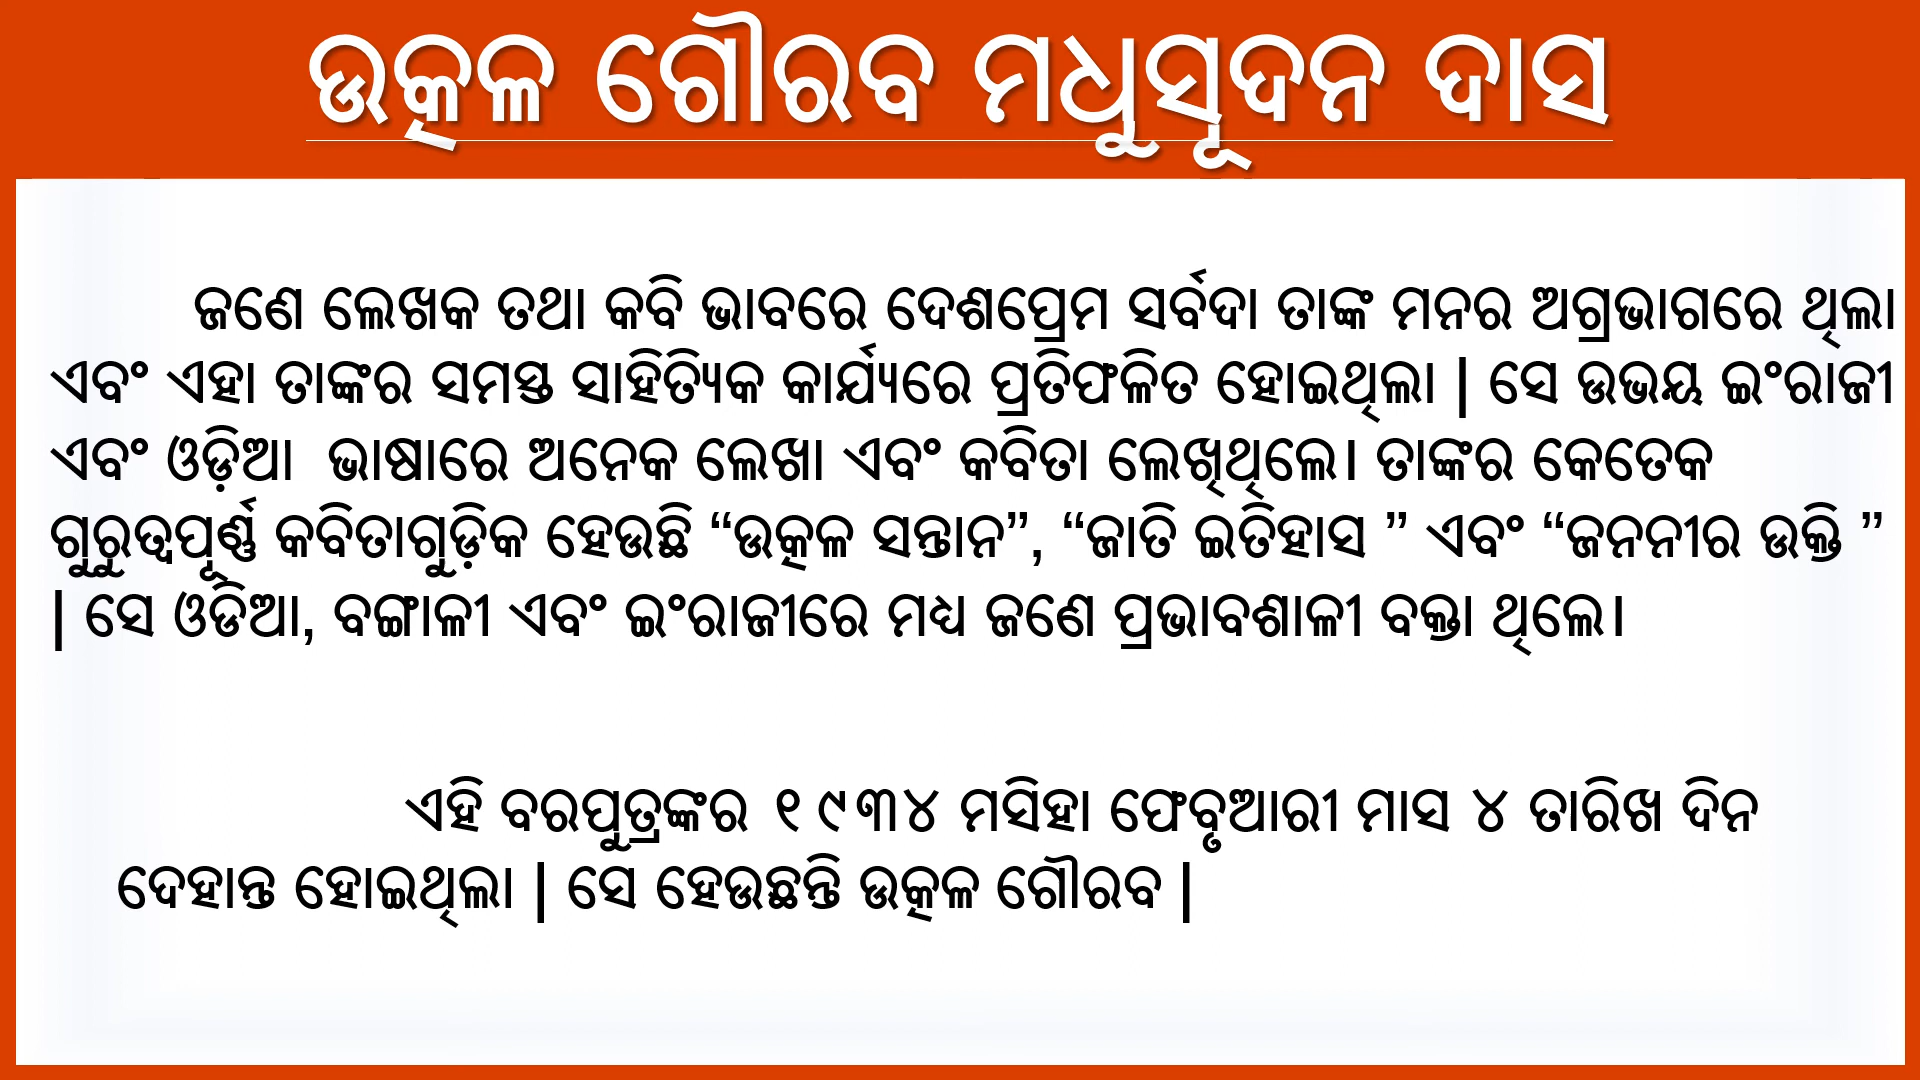 ଉତ୍କଳ ଗୌରବ ମଧୁସୂଦନ ଦାସ
ଜଣେ ଲେଖକ ତଥା କବି ଭାବରେ ଦେଶପ୍ରେମ ସର୍ବଦା ତାଙ୍କ ମନର ଅଗ୍ରଭାଗରେ ଥିଲା
ଏବଂ ଏହା ତାଙ୍କର ସମସ୍ତ ସାହିତ୍ୟିକ କାର୍ଯ୍ୟରେ ପ୍ରତିଫଳିତ ହୋଇଥିଲା | ସେ ଉଭୟ ଇଂରାଜୀ
ଏବଂ ଓଡ଼ିଆ ଭାଷାରେ ଅନେକ ଲେଖା ଏବଂ କବିତା ଲେଖିଥିଲେ। ତାଙ୍କର କେତେକ
ଗୁରୁତ୍ୱପୂର୍ଣ୍ଣ କବିତାଗୁଡ଼ିକ ହେଉଛି “ଉତ୍କଳ ସନ୍ତାନ”, “ଜାତି ଇତିହାସ ” ଏବଂ “ଜନନୀର ଉକ୍ତି ”
| ସେ ଓଡିଆ, ବଙ୍ଗାଳୀ ଏବଂ ଇଂରାଜୀରେ ମଧ୍ୟ ଜଣେ ପ୍ରଭାବଶାଳୀ ବକ୍ତା ଥିଲେ।
ଏହି ବରପୁତ୍ରଙ୍କର ୧୯୩୪ ମସିହା ଫେବୃଆରୀ ମାସ ୪ ତାରିଖ ଦିନ
ଦେହାନ୍ତ ହୋଇଥିଲା | ସେ ହେଉଛନ୍ତି ଉତ୍କଳ ଗୌରବ |